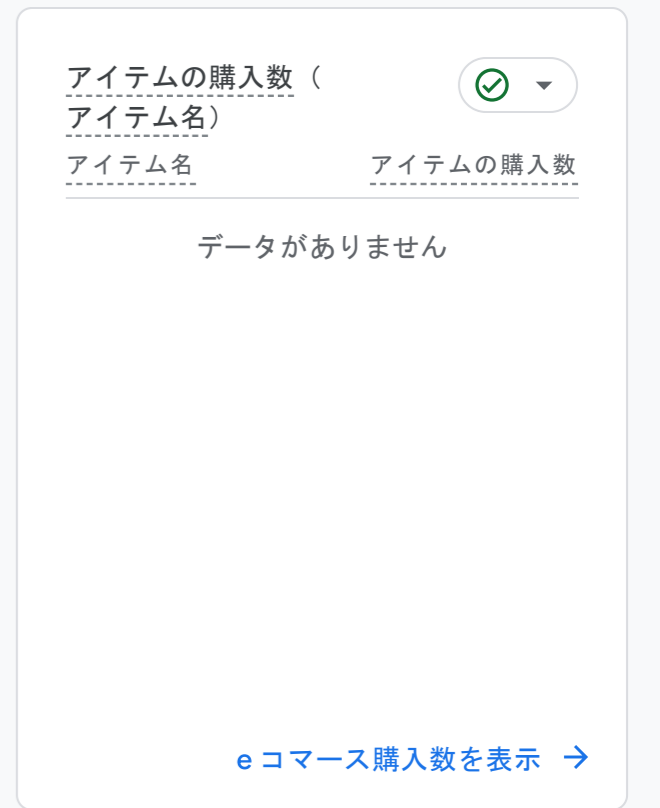 アイテムの購入数（
アイテム名）
アイテム名 アイテムの購入数
データがありません
e コマース購入数を表示